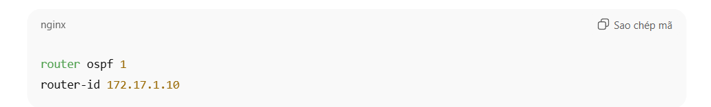 nginx
Sao chép mã
router ospf 1
router-id 172.17.1.10